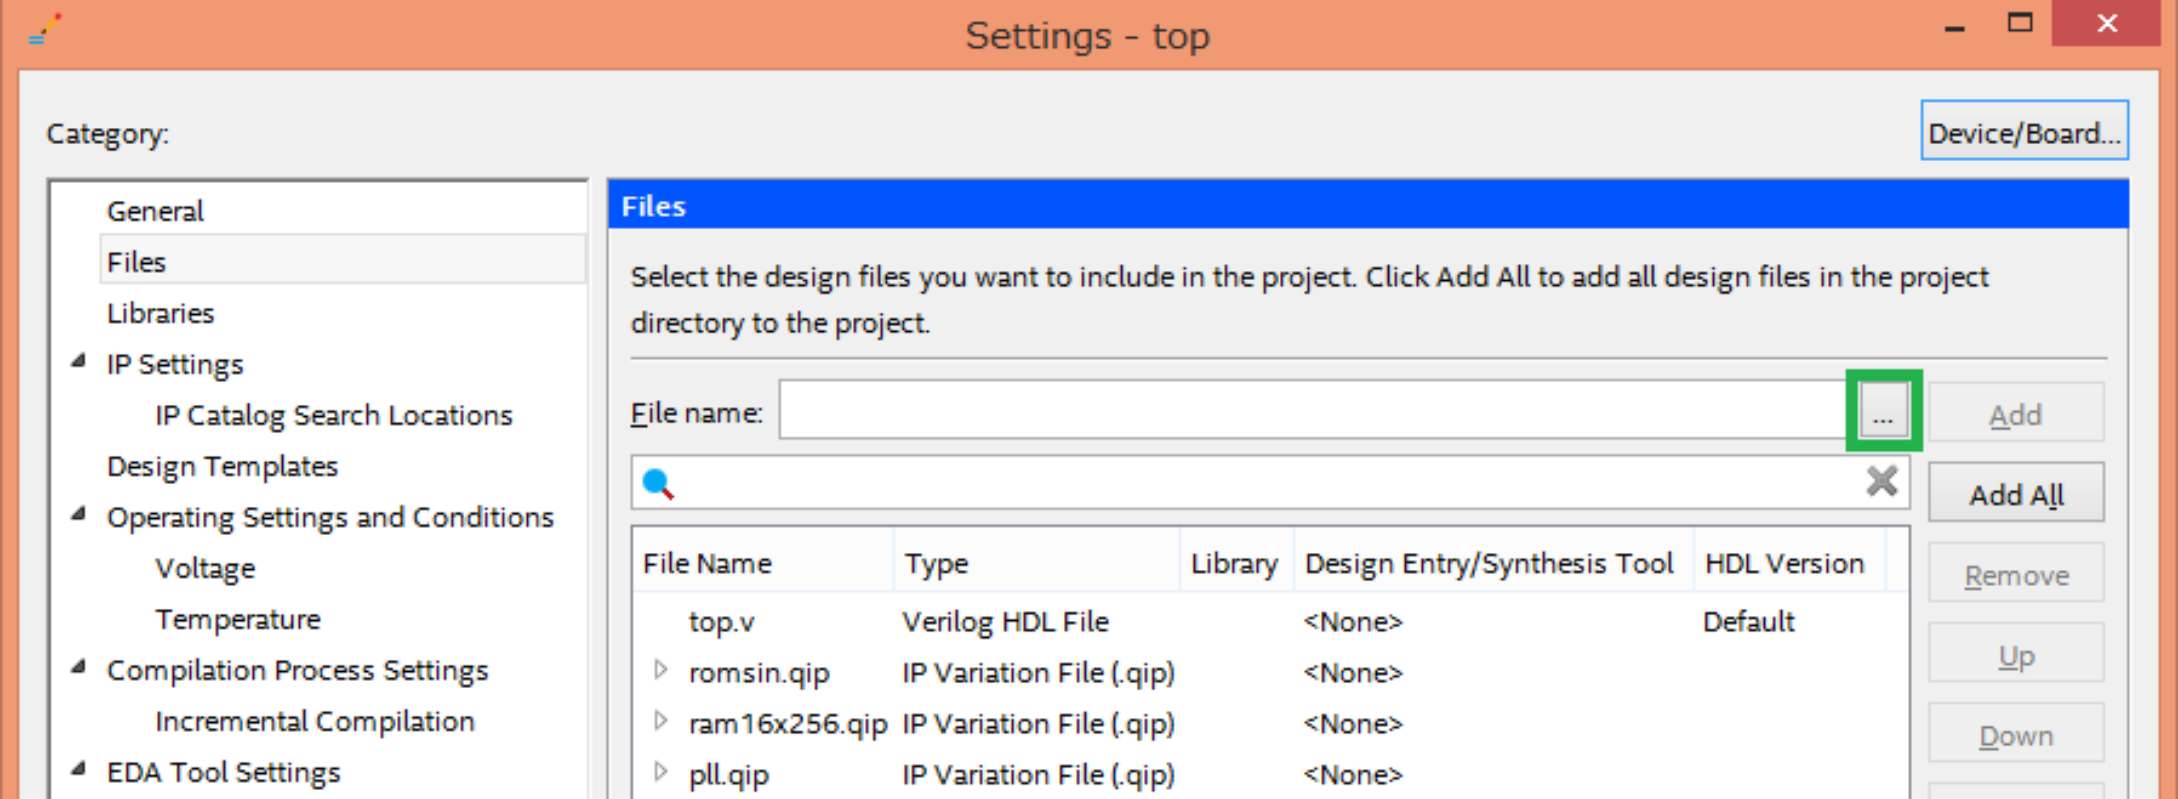 Settings - top
Category:
Device/Board...
General
Files
Libraries
IP Settings
IP Catalog Search Locations
Design Templates
Operating Settings and Conditions
Voltage
Temperature
Compilation Process Settings
Incremental Compilation
EDA Tool Settings
Files
Select the design files you want to include in the project. Click Add All to add all design files in the project
directory to the project.
File name:
...
Add
Add All
Remove
Up
Down
File Name Type Library Design Entry/Synthesis Tool HDL Version
top.v Verilog HDL File <None> Default
romsin.qip IP Variation File (.qip) <None>
ram16x256.qip IP Variation File (.qip) <None>
pll.qip IP Variation File (.qip) <None>